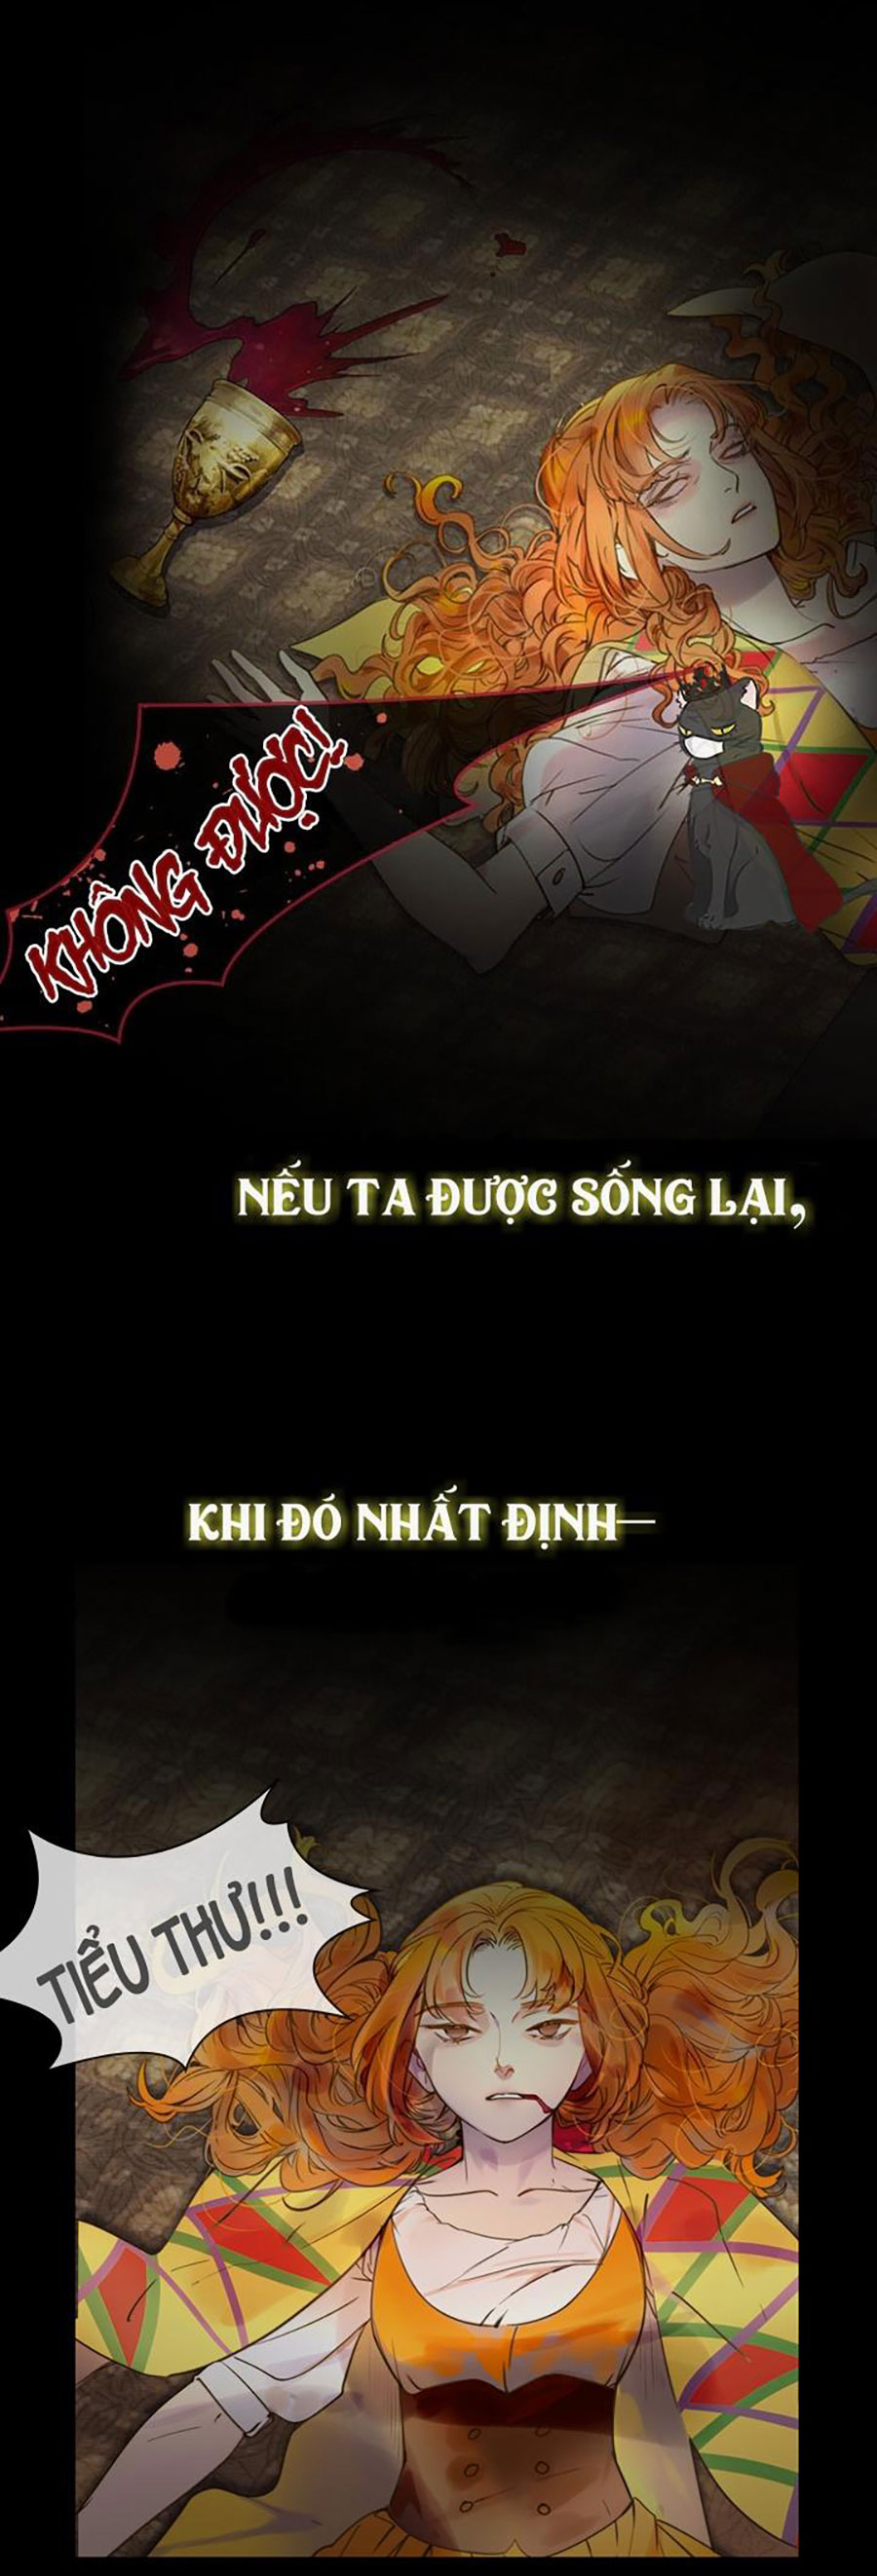 KHÔNG ĐƯỢC!
NẾU TA ĐƯỢC SỐNG LẠI,
KHI ĐÓ NHẤT ĐỊNH—
TIỂU THƯ!!!